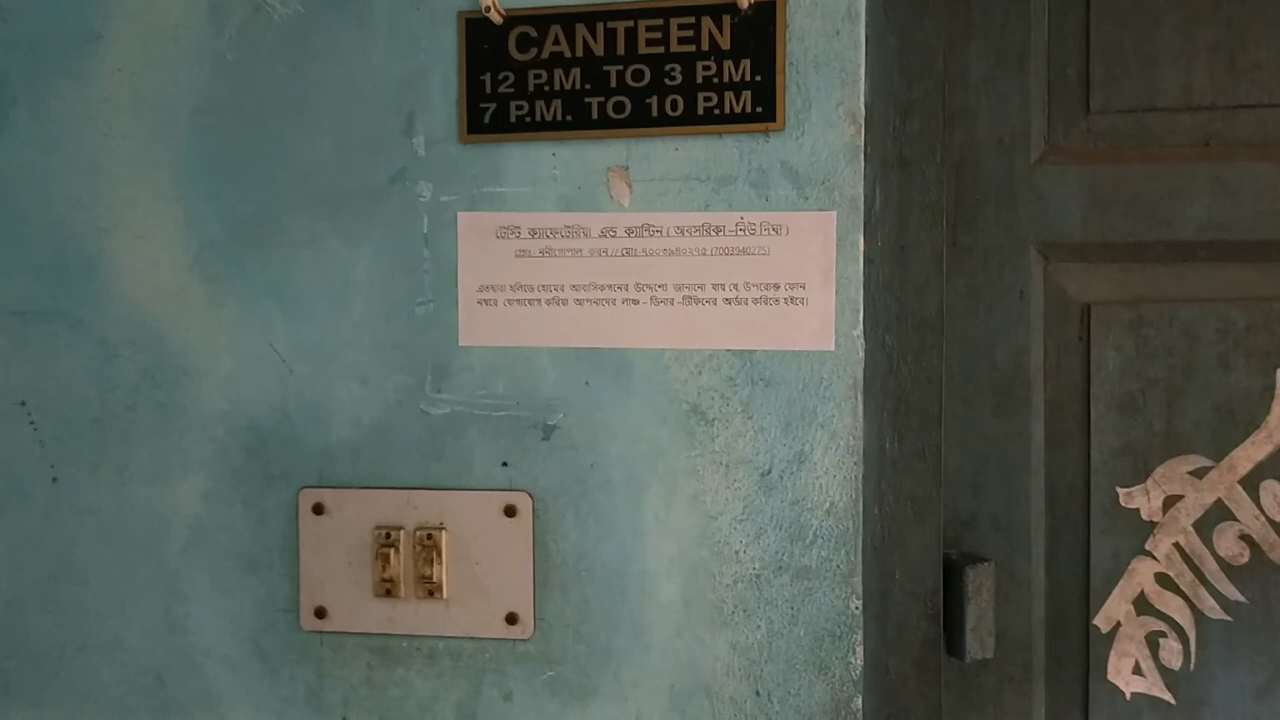 CANTEEN
12 P.M. TO 3 P.M.
7 P.M. TO 10 P.M.
টেস্টি ক্যাফেটেরিয়া এন্ড ক্যান্টিন ( অবসরিকা –নিউ দিঘা )
প্রোঃ ননীগোপাল করন // মোঃ-৭০০৩৯৪০২৭৫ (7003940275)
এতদ্বারা হলিডে হোমের আবাসিকগনের উদ্দেশ্যে জানানো যায় যে, উপরোক্ত ফোন
নম্বরে যোগাযোগ করিয়া আপনাদের লাঞ্চ – ডিনার –টিফিনের অর্ডার করিতে হইবে।